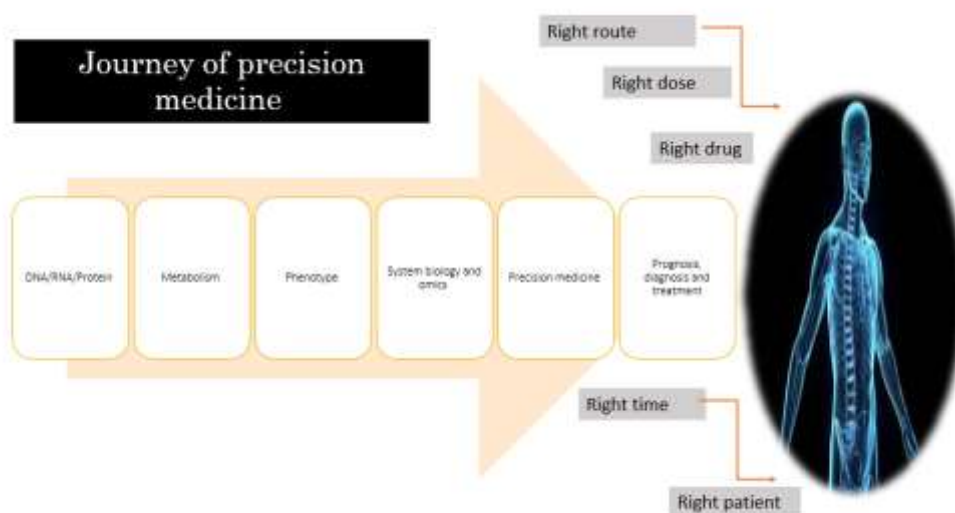 Journey of precision
medicine
Right route
Right dose
Right drug
DNA/RNA/Protein
Metabolism
Phenotype
System biology and
omics
Precision medicine
Prognosis,
diagnosis and
treatment
Right time
Right patient